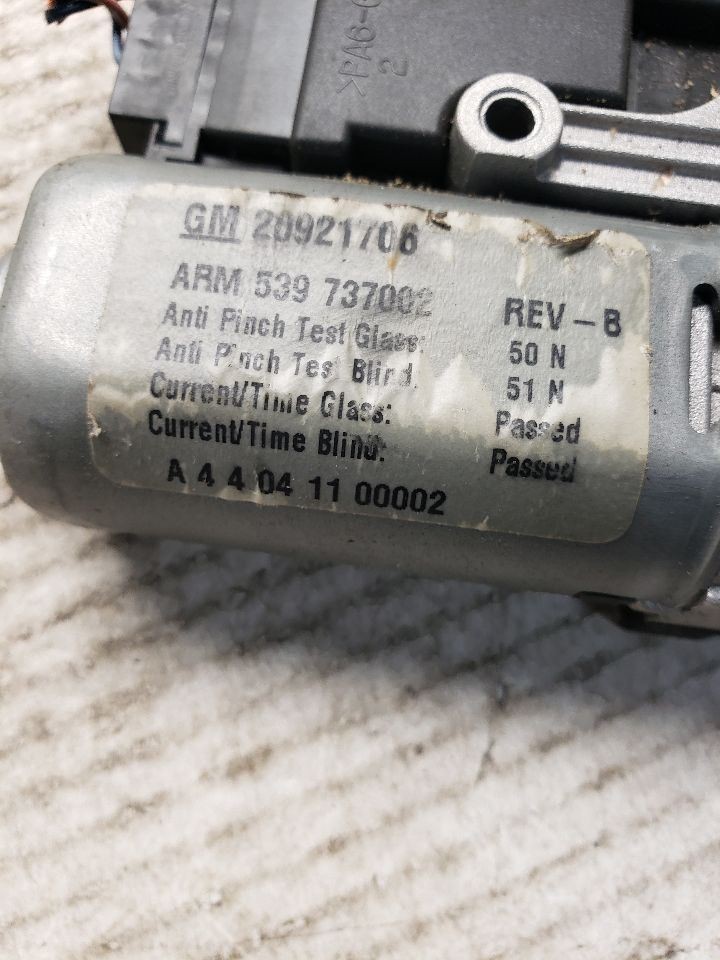 >PA6-G
2
GM 20921706
ARM 539 737002 REV-B
Anti Pinch Test Glass: 50 N
Anti Pinch Test Blind: 51 N
Current/Time Glass: Passed
Current/Time Blind: Passed
A 4 4 04 11 00002